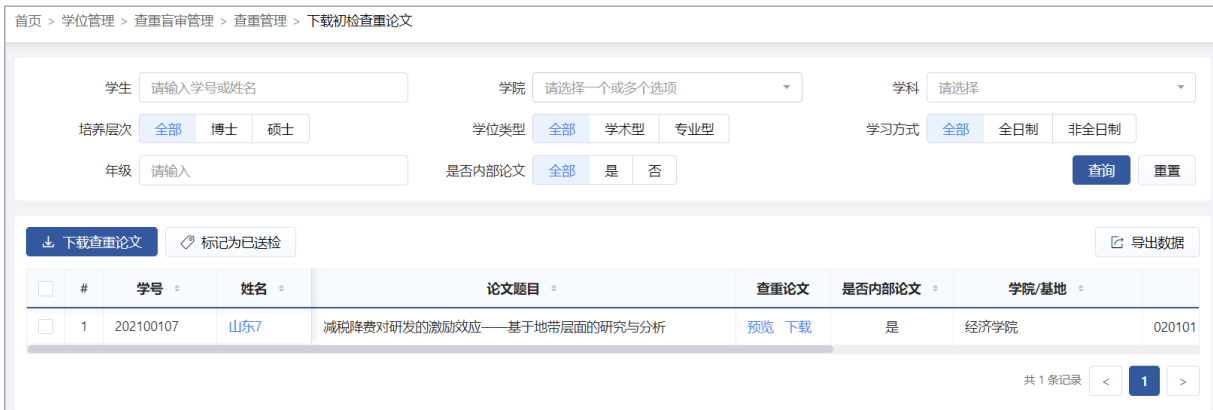 首页 > 学位管理 > 查重盲审管理 > 查重管理 > 下载初检查重论文
学生 请输入学号或姓名 学院 请选择一个或多个选项 学科 请选择
培养层次 全部 博士 硕士 学位类型 全部 学术型 专业型 学习方式 全部 全日制 非全日制
年级 请输入 是否内部论文 全部 是 否 查询 重置
下载查重论文 标记为已送检 导出数据
# 学号 姓名 论文题目 查重论文 是否内部论文 学院/基地
1 202100107 山东7 减税降费对研发的激励效应——基于地带层面的研究与分析 预览 下载 是 经济学院 020101
共 1 条记录 < 1 >